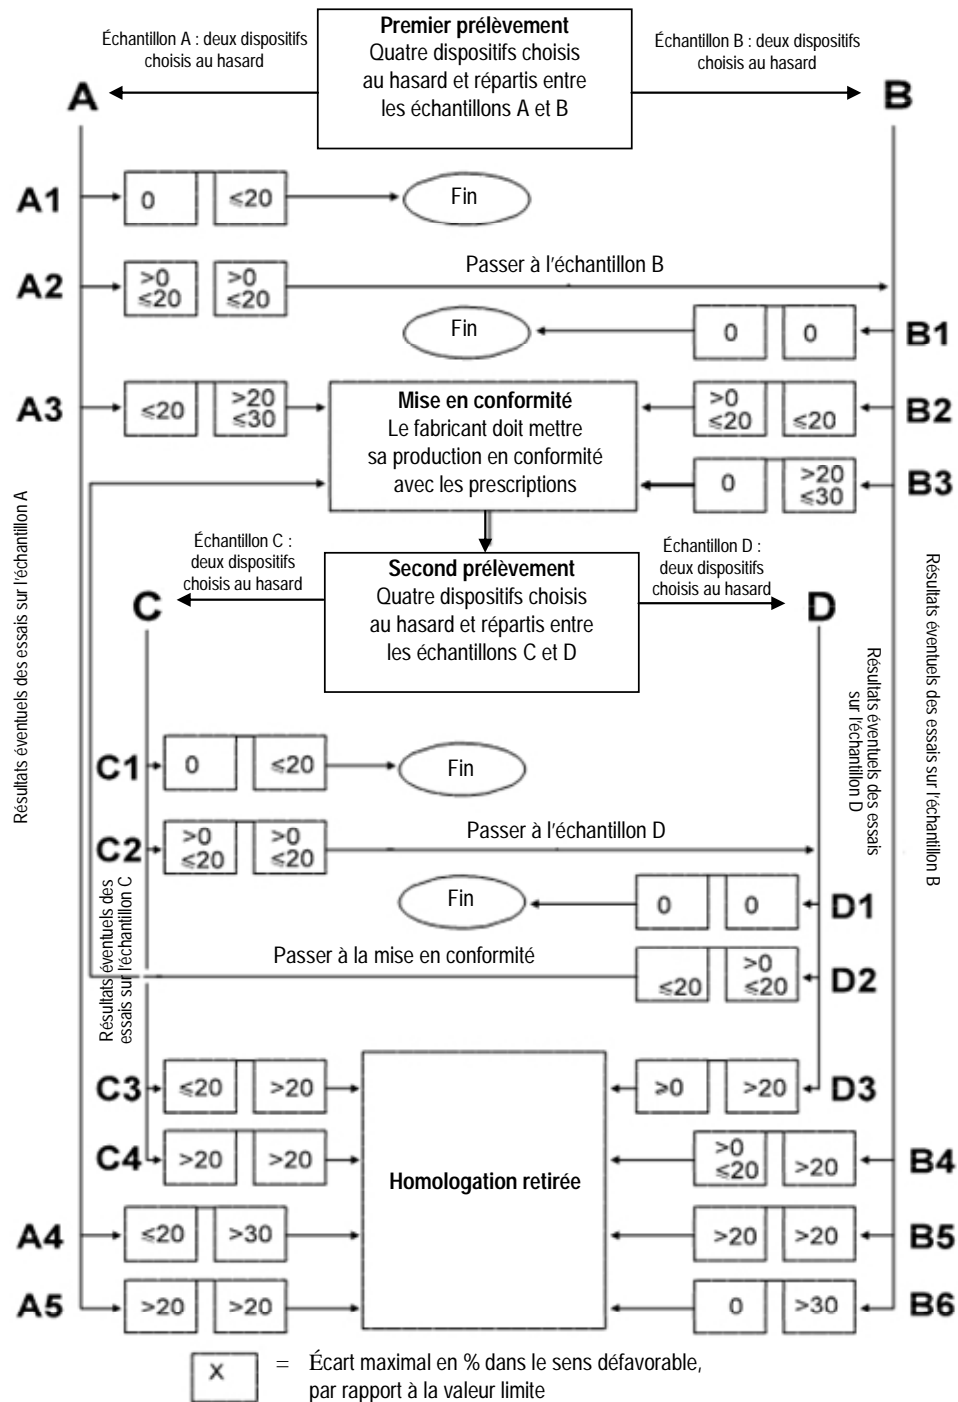 Premier prélèvement
Quatre dispositifs choisis
au hasard et répartis entre
les échantillons A et B
Échantillon A : deux dispositifs
choisis au hasard
Échantillon B : deux dispositifs
choisis au hasard
A
B
A1
0
≤20
Fin
A2
>0
≤20
>0
≤20
Passer à l'échantillon B
Fin
0
0
B1
A3
≤20
>20
≤30
Mise en conformité
Le fabricant doit mettre
sa production en conformité
avec les prescriptions
>0
≤20
≤20
B2
0
>20
≤30
B3
Échantillon C :
deux dispositifs
choisis au hasard
Second prélèvement
Quatre dispositifs choisis
au hasard et répartis entre
les échantillons C et D
Échantillon D :
deux dispositifs
choisis au hasard
C
D
Résultats éventuels des essais sur l'échantillon A
Résultats éventuels des essais
sur l'échantillon D
Résultats éventuels des essais sur l'échantillon B
C1
0
≤20
Fin
C2
>0
≤20
>0
≤20
Passer à l'échantillon D
Résultats éventuels des
essais sur l'échantillon C
Fin
0
0
D1
Passer à la mise en conformité
≤20
>0
≤20
D2
C3
≤20
>20
≥0
>20
D3
C4
>20
>20
Homologation retirée
>0
≤20
>20
B4
A4
≤20
>30
>20
>20
B5
A5
>20
>20
0
>30
B6
X = Écart maximal en % dans le sens défavorable,
par rapport à la valeur limite